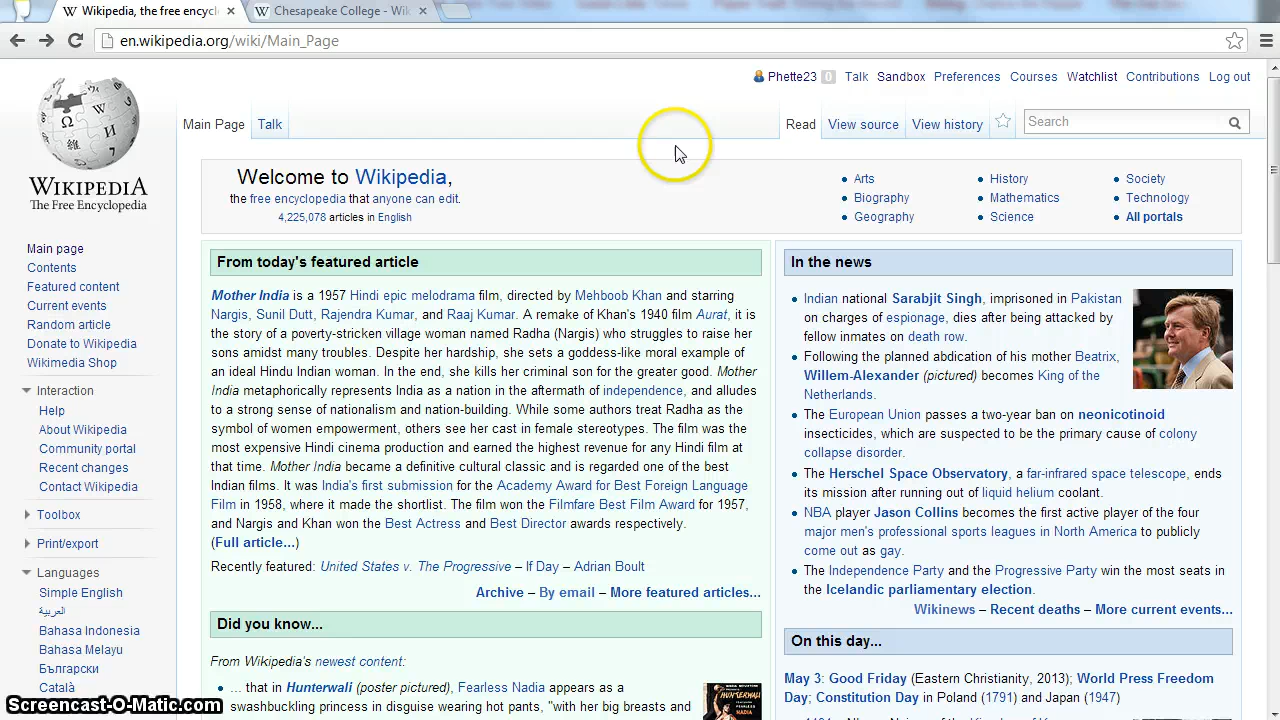 Wikipedia, the free encycl
Chesapeake College - Wik
en.wikipedia.org/wiki/Main_Page
Phette23 0 Talk Sandbox Preferences Courses Watchlist Contributions Log out
Main Page Talk Read View source View history Search
WIKIPEDIA
The Free Encyclopedia
Main page
Contents
Featured content
Current events
Random article
Donate to Wikipedia
Wikimedia Shop
Interaction
Help
About Wikipedia
Community portal
Recent changes
Contact Wikipedia
Toolbox
Print/export
Languages
Simple English
العربية
Bahasa Indonesia
Bahasa Melayu
Български
Català
Welcome to Wikipedia,
the free encyclopedia that anyone can edit.
4,225,078 articles in English
Arts
Biography
Geography
History
Mathematics
Science
Society
Technology
All portals
From today's featured article
Mother India is a 1957 Hindi epic melodrama film, directed by Mehboob Khan and starring
Nargis, Sunil Dutt, Rajendra Kumar, and Raaj Kumar. A remake of Khan's 1940 film Aurat, it is
the story of a poverty-stricken village woman named Radha (Nargis) who struggles to raise her
sons amidst many troubles. Despite her hardship, she sets a goddess-like moral example of
an ideal Hindu Indian woman. In the end, she kills her criminal son for the greater good. Mother
India metaphorically represents India as a nation in the aftermath of independence, and alludes
to a strong sense of nationalism and nation-building. While some authors treat Radha as the
symbol of women empowerment, others see her cast in female stereotypes. The film was the
most expensive Hindi cinema production and earned the highest revenue for any Hindi film at
that time. Mother India became a definitive cultural classic and is regarded one of the best
Indian films. It was India's first submission for the Academy Award for Best Foreign Language
Film in 1958, where it made the shortlist. The film won the Filmfare Best Film Award for 1957,
and Nargis and Khan won the Best Actress and Best Director awards respectively.
(Full article...)
Recently featured: United States v. The Progressive – If Day – Adrian Boult
Archive – By email – More featured articles...
Did you know...
From Wikipedia's newest content:
... that in Hunterwali (poster pictured), Fearless Nadia appears as a
swashbucking princess in disguise wearing hot pants, "with her big breasts and
In the news
Indian national Sarabjit Singh, imprisoned in Pakistan
on charges of espionage, dies after being attacked by
fellow inmates on death row.
Following the planned abdication of his mother Beatrix,
Willem-Alexander (pictured) becomes King of the
Netherlands.
The European Union passes a two-year ban on neonicotinoid
insecticides, which are suspected to be the primary cause of colony
collapse disorder.
The Herschel Space Observatory, a far-infrared space telescope, ends
its mission after running out of liquid helium coolant.
NBA player Jason Collins becomes the first active player of the four
major men's professional sports leagues in North America to publicly
come out as gay.
The Independence Party and the Progressive Party win the most seats in
the Icelandic parliamentary election.
Wikinews – Recent deaths – More current events...
On this day...
May 3: Good Friday (Eastern Christianity, 2013); World Press Freedom
Day; Constitution Day in Poland (1791) and Japan (1947)
Screencast-O-Matic.com